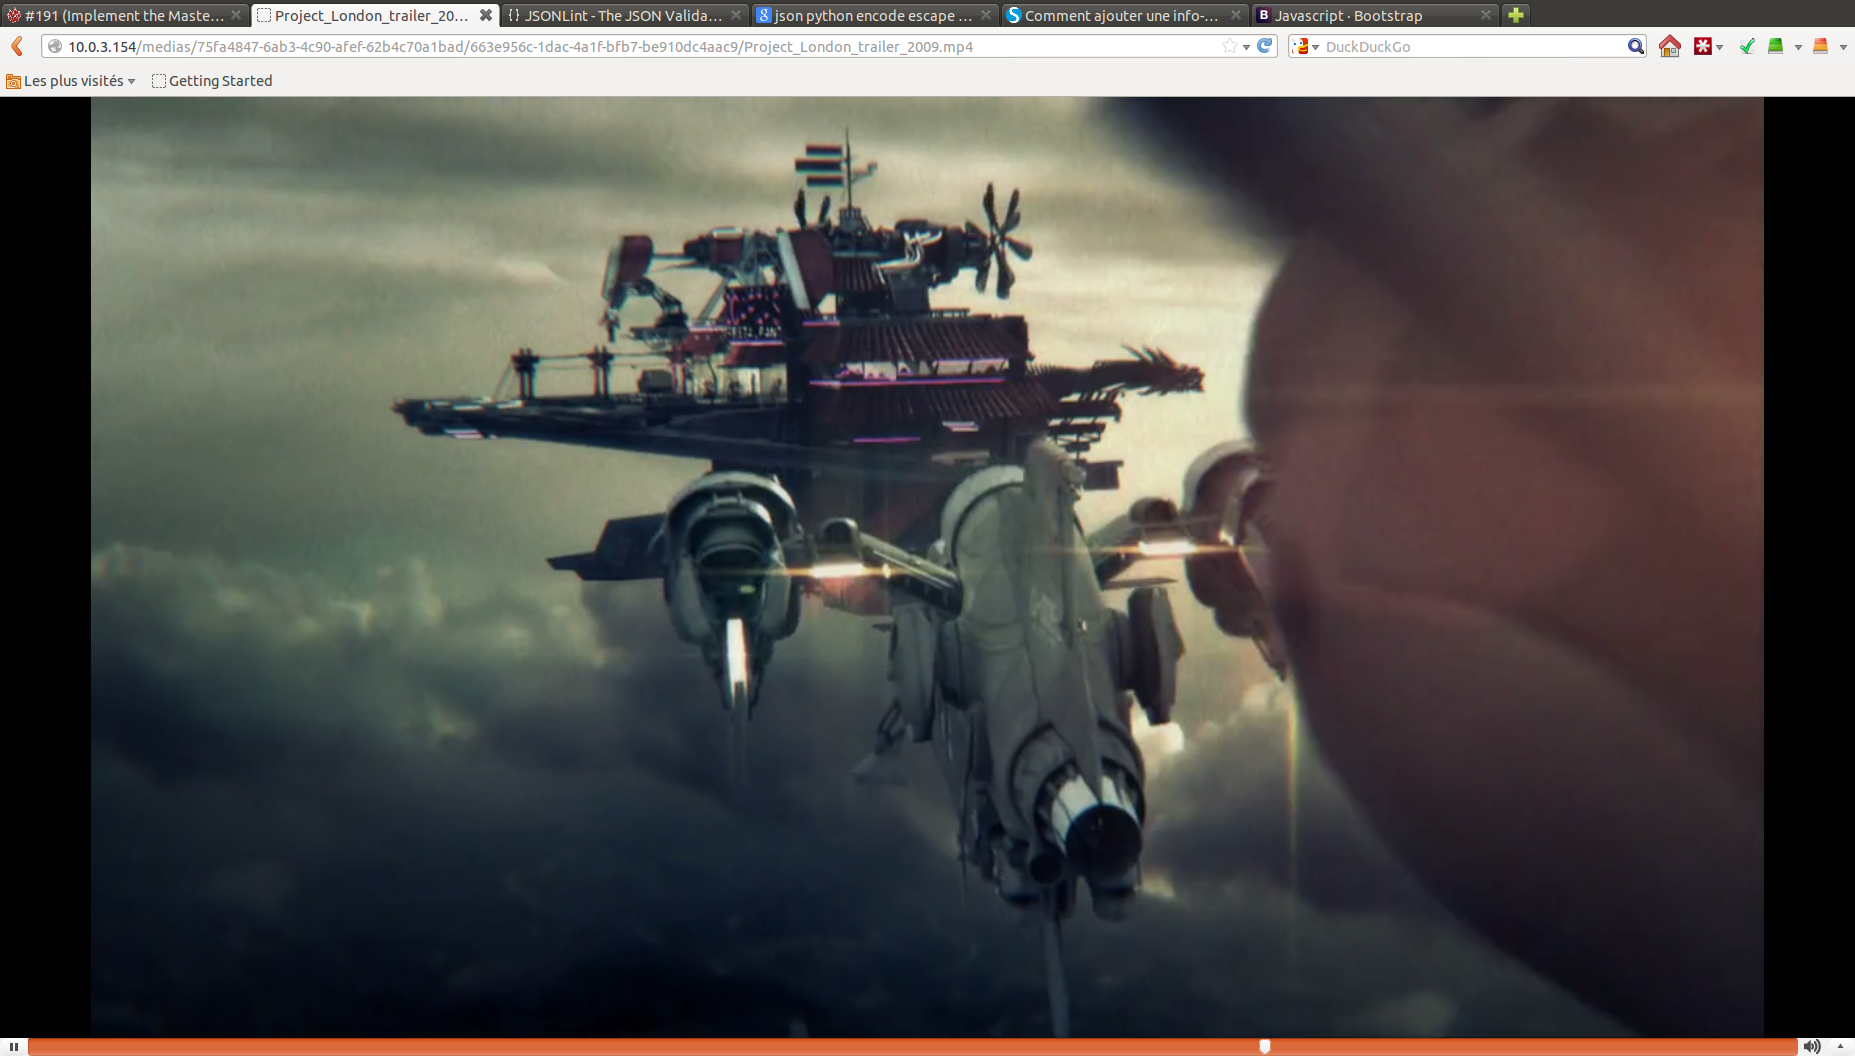 #191 (Implement the Maste...
Project_London_trailer_20...
{} JSONLint - The JSON Valida...
json python encode escape ...
Comment ajouter une info-...
B Javascript · Bootstrap
10.0.3.154/medias/75fa4847-6ab3-4c90-afef-62b4c70a1bad/663e956c-1dac-4a1f-bfb7-be910dc4aac9/Project_London_trailer_2009.mp4
DuckDuckGo
Les plus visités
Getting Started